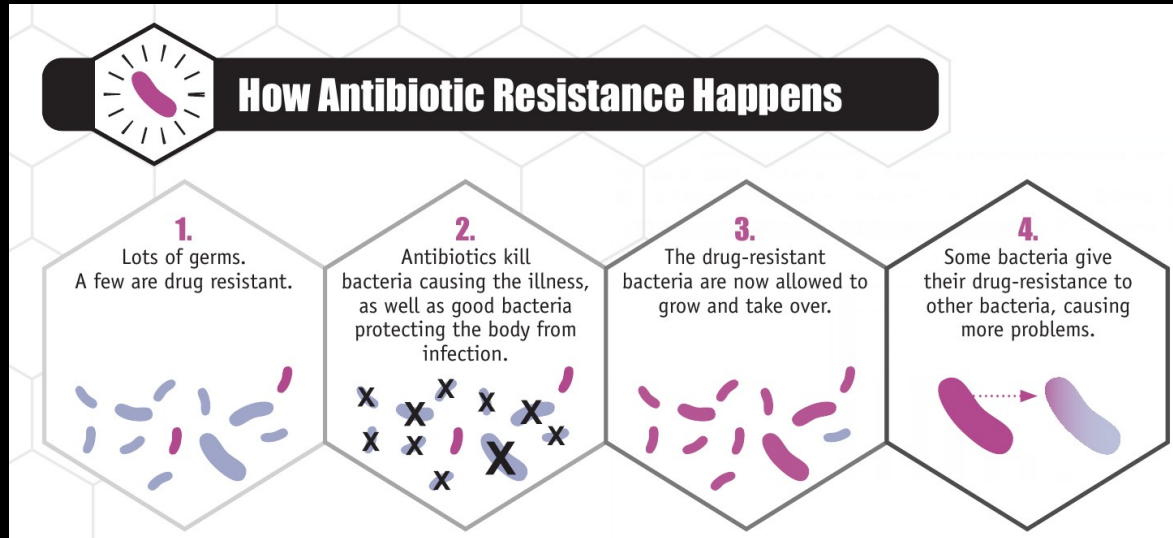 How Antibiotic Resistance Happens
1.
Lots of germs.
A few are drug resistant.
2.
Antibiotics kill
bacteria causing the illness,
as well as good bacteria
protecting the body from
infection.
X X X X X X X X X X
3.
The drug-resistant
bacteria are now allowed to
grow and take over.
4.
Some bacteria give
their drug-resistance to
other bacteria, causing
more problems.